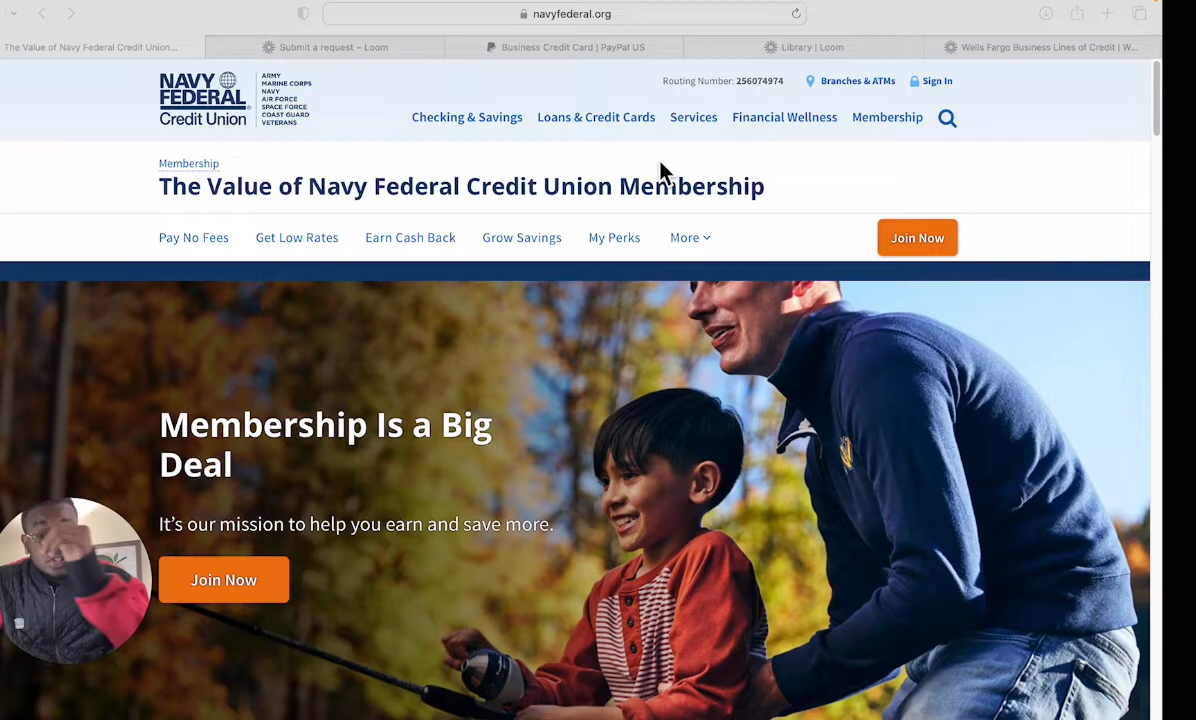 navyfederal.org
The Value of Navy Federal Credit Union...
Submit a request – Loom
Business Credit Card | PayPal US
Library | Loom
Wells Fargo Business Lines of Credit | W...
NAVY
FEDERAL
Credit Union
ARMY
MARINE CORPS
NAVY
AIR FORCE
SPACE FORCE
COAST GUARD
VETERANS
Routing Number: 256074974
Branches & ATMs
Sign In
Checking & Savings
Loans & Credit Cards
Services
Financial Wellness
Membership
Membership
The Value of Navy Federal Credit Union Membership
Pay No Fees
Get Low Rates
Earn Cash Back
Grow Savings
My Perks
More
Join Now
Membership Is a Big
Deal
It's our mission to help you earn and save more.
Join Now